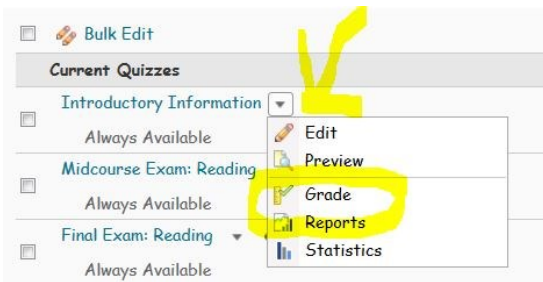 Bulk Edit
Current Quizzes
Introductory Information
Always Available
Edit
Preview
Midcourse Exam: Reading
Always Available
Grade
Reports
Final Exam: Reading
Statistics
Always Available